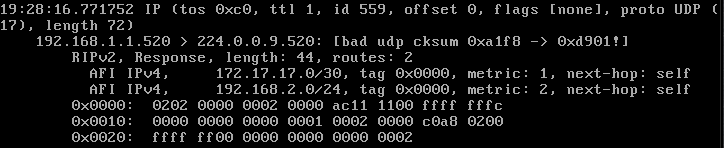 19:28:16.771752 IP (tos 0xc0, ttl 1, id 559, offset 0, flags [none], proto UDP (
17), length 72)
192.168.1.1.520 > 224.0.0.9.520: [bad udp cksum 0xa1f8 -> 0xd901!]
RIPv2, Response, length: 44, routes: 2
AFI IPv4, 172.17.17.0/30, tag 0x0000, metric: 1, next-hop: self
AFI IPv4, 192.168.2.0/24, tag 0x0000, metric: 2, next-hop: self
0x0000: 0202 0000 0002 0000 ac11 1100 ffff fffc
0x0010: 0000 0000 0000 0001 0002 0000 c0a8 0200
0x0020: ffff ff00 0000 0000 0000 0002